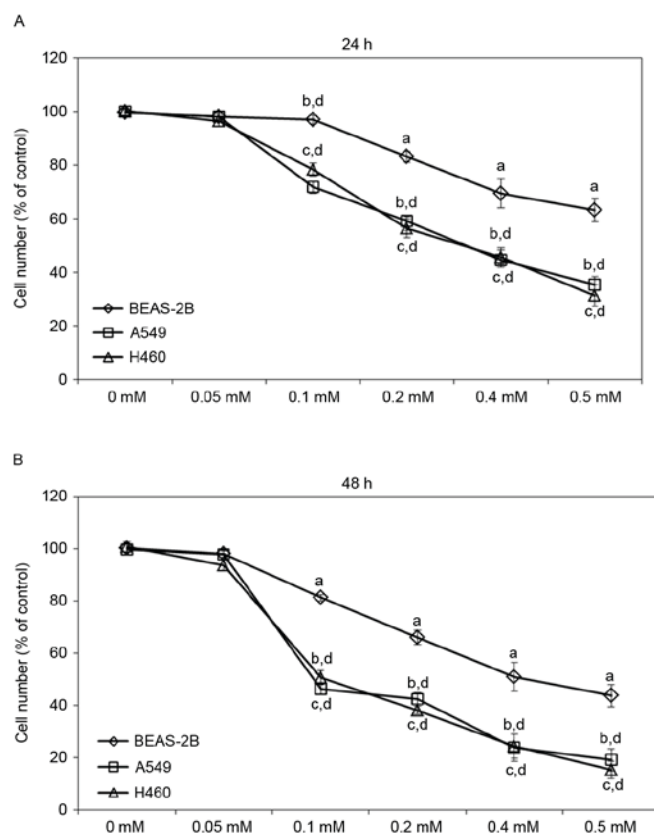 A
24 h
120
100
80
60
40
20
0
Cell number (% of control)
b,d
a
a
a
c,d
b,d
b,d
b,d
c,d
c,d
c,d
BEAS-2B
A549
H460
0 mM
0.05 mM
0.1 mM
0.2 mM
0.4 mM
0.5 mM
B
48 h
120
100
80
60
40
20
0
Cell number (% of control)
a
a
a
a
b,d
b,d
b,d
b,d
c,d
c,d
c,d
c,d
BEAS-2B
A549
H460
0 mM
0.05 mM
0.1 mM
0.2 mM
0.4 mM
0.5 mM